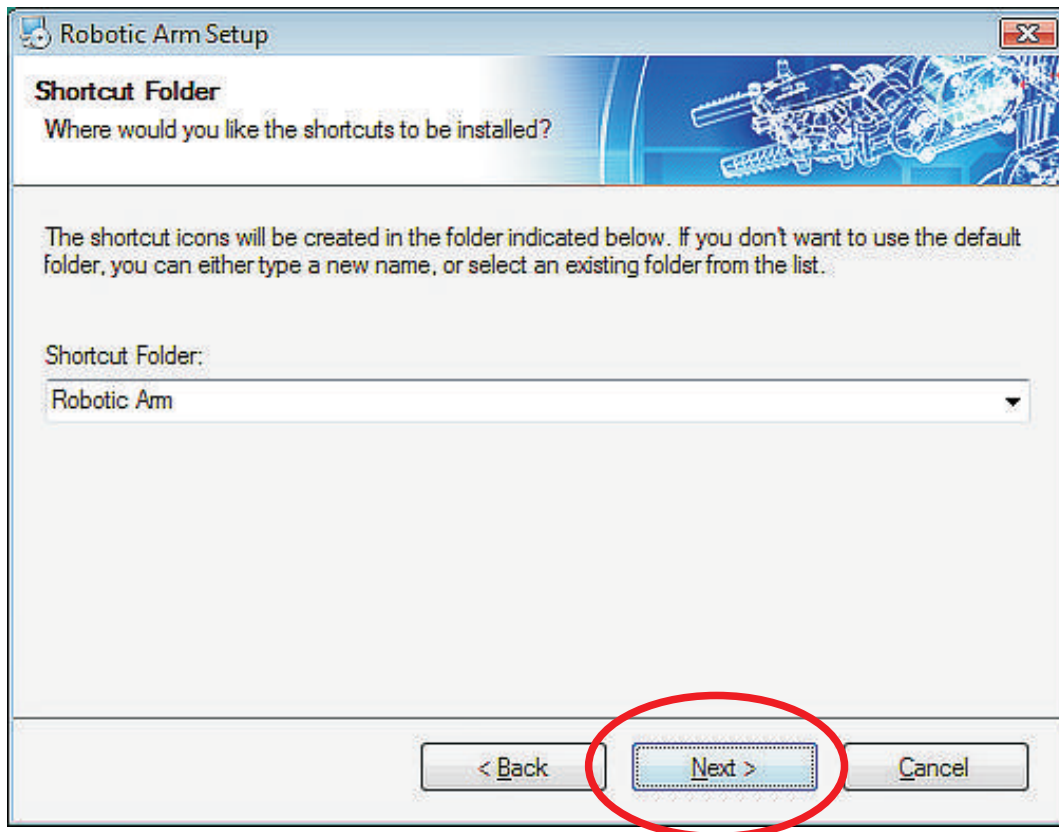 Robotic Arm Setup
Shortcut Folder
Where would you like the shortcuts to be installed?
The shortcut icons will be created in the folder indicated below. If you don't want to use the default
folder, you can either type a new name, or select an existing folder from the list.
Shortcut Folder:
Robotic Arm
< Back
Next >
Cancel